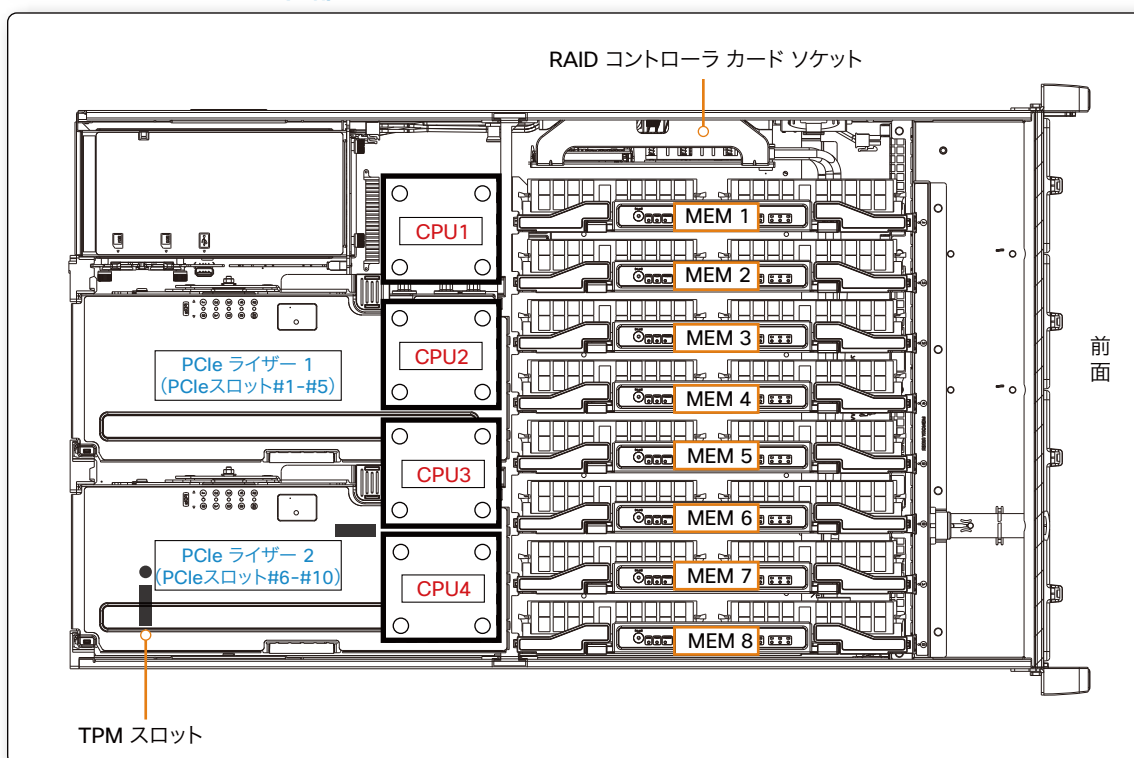 RAID コントローラ カード ソケット
CPU1
MEM 1
MEM 2
CPU2
MEM 3
前面
PCIe ライザー 1
(PCIeスロット#1-#5)
MEM 4
CPU3
MEM 5
MEM 6
PCIe ライザー 2
(PCIeスロット#6-#10)
CPU4
MEM 7
MEM 8
TPM スロット